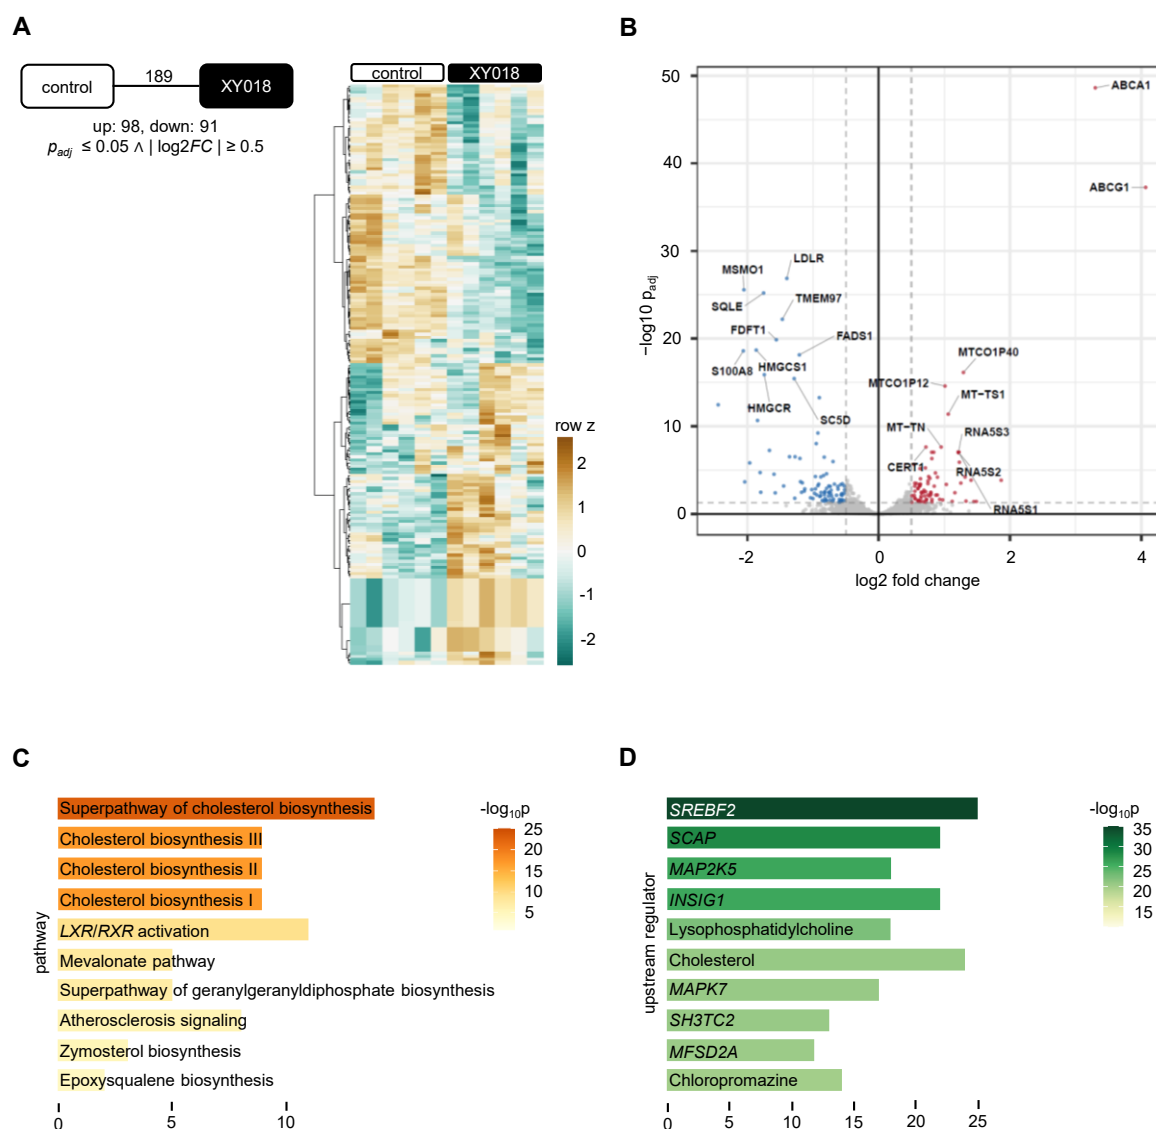 A
control
189
XY018
up: 98, down: 91
p_adj ≤ 0.05 ∧ | log2FC | ≥ 0.5
control
XY018
row z
2
1
0
-1
-2
B
50
40
30
20
10
0
−log10 p_adj
ABCA1
ABCG1
LDLR
MSMO1
SQLE
TMEM97
FDFT1
FADS1
S100A8
HMGCS1
HMGCR
SC5D
MTCO1P40
MTCO1P12
MT−TS1
MT−TN
RNA5S3
CERT1
RNA5S2
RNA5S1
-2
0
2
4
log2 fold change
C
pathway
Superpathway of cholesterol biosynthesis
Cholesterol biosynthesis III
Cholesterol biosynthesis II
Cholesterol biosynthesis I
LXR/RXR activation
Mevalonate pathway
Superpathway of geranylgeranyldiphosphate biosynthesis
Atherosclerosis signaling
Zymosterol biosynthesis
Epoxysqualene biosynthesis
0
5
10
-log10p
25
20
15
10
5
D
upstream regulator
SREBF2
SCAP
MAP2K5
INSIG1
Lysophosphatidylcholine
Cholesterol
MAPK7
SH3TC2
MFSD2A
Chloropromazine
0
5
10
15
20
25
-log10p
35
30
25
20
15